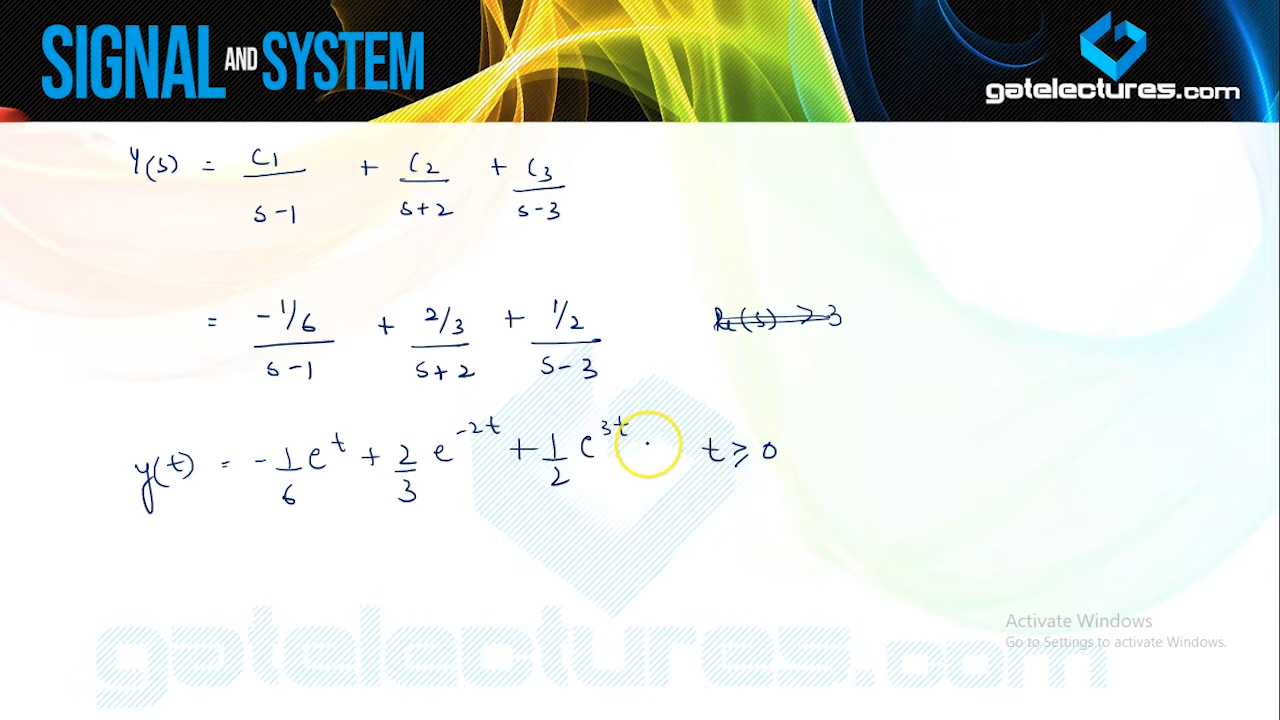 SIGNAL AND SYSTEM
gatelectures.com
Y(s) = C1/(s-1) + C2/(s+2) + C3/(s-3)
= (-1/6)/(s-1) + (2/3)/(s+2) + (1/2)/(s-3) Re(s) > 3
y(t) = -1/6 e^t + 2/3 e^-2t + 1/2 e^3t . t ≥ 0
Activate Windows
Go to Settings to activate Windows.
gatelectures.com